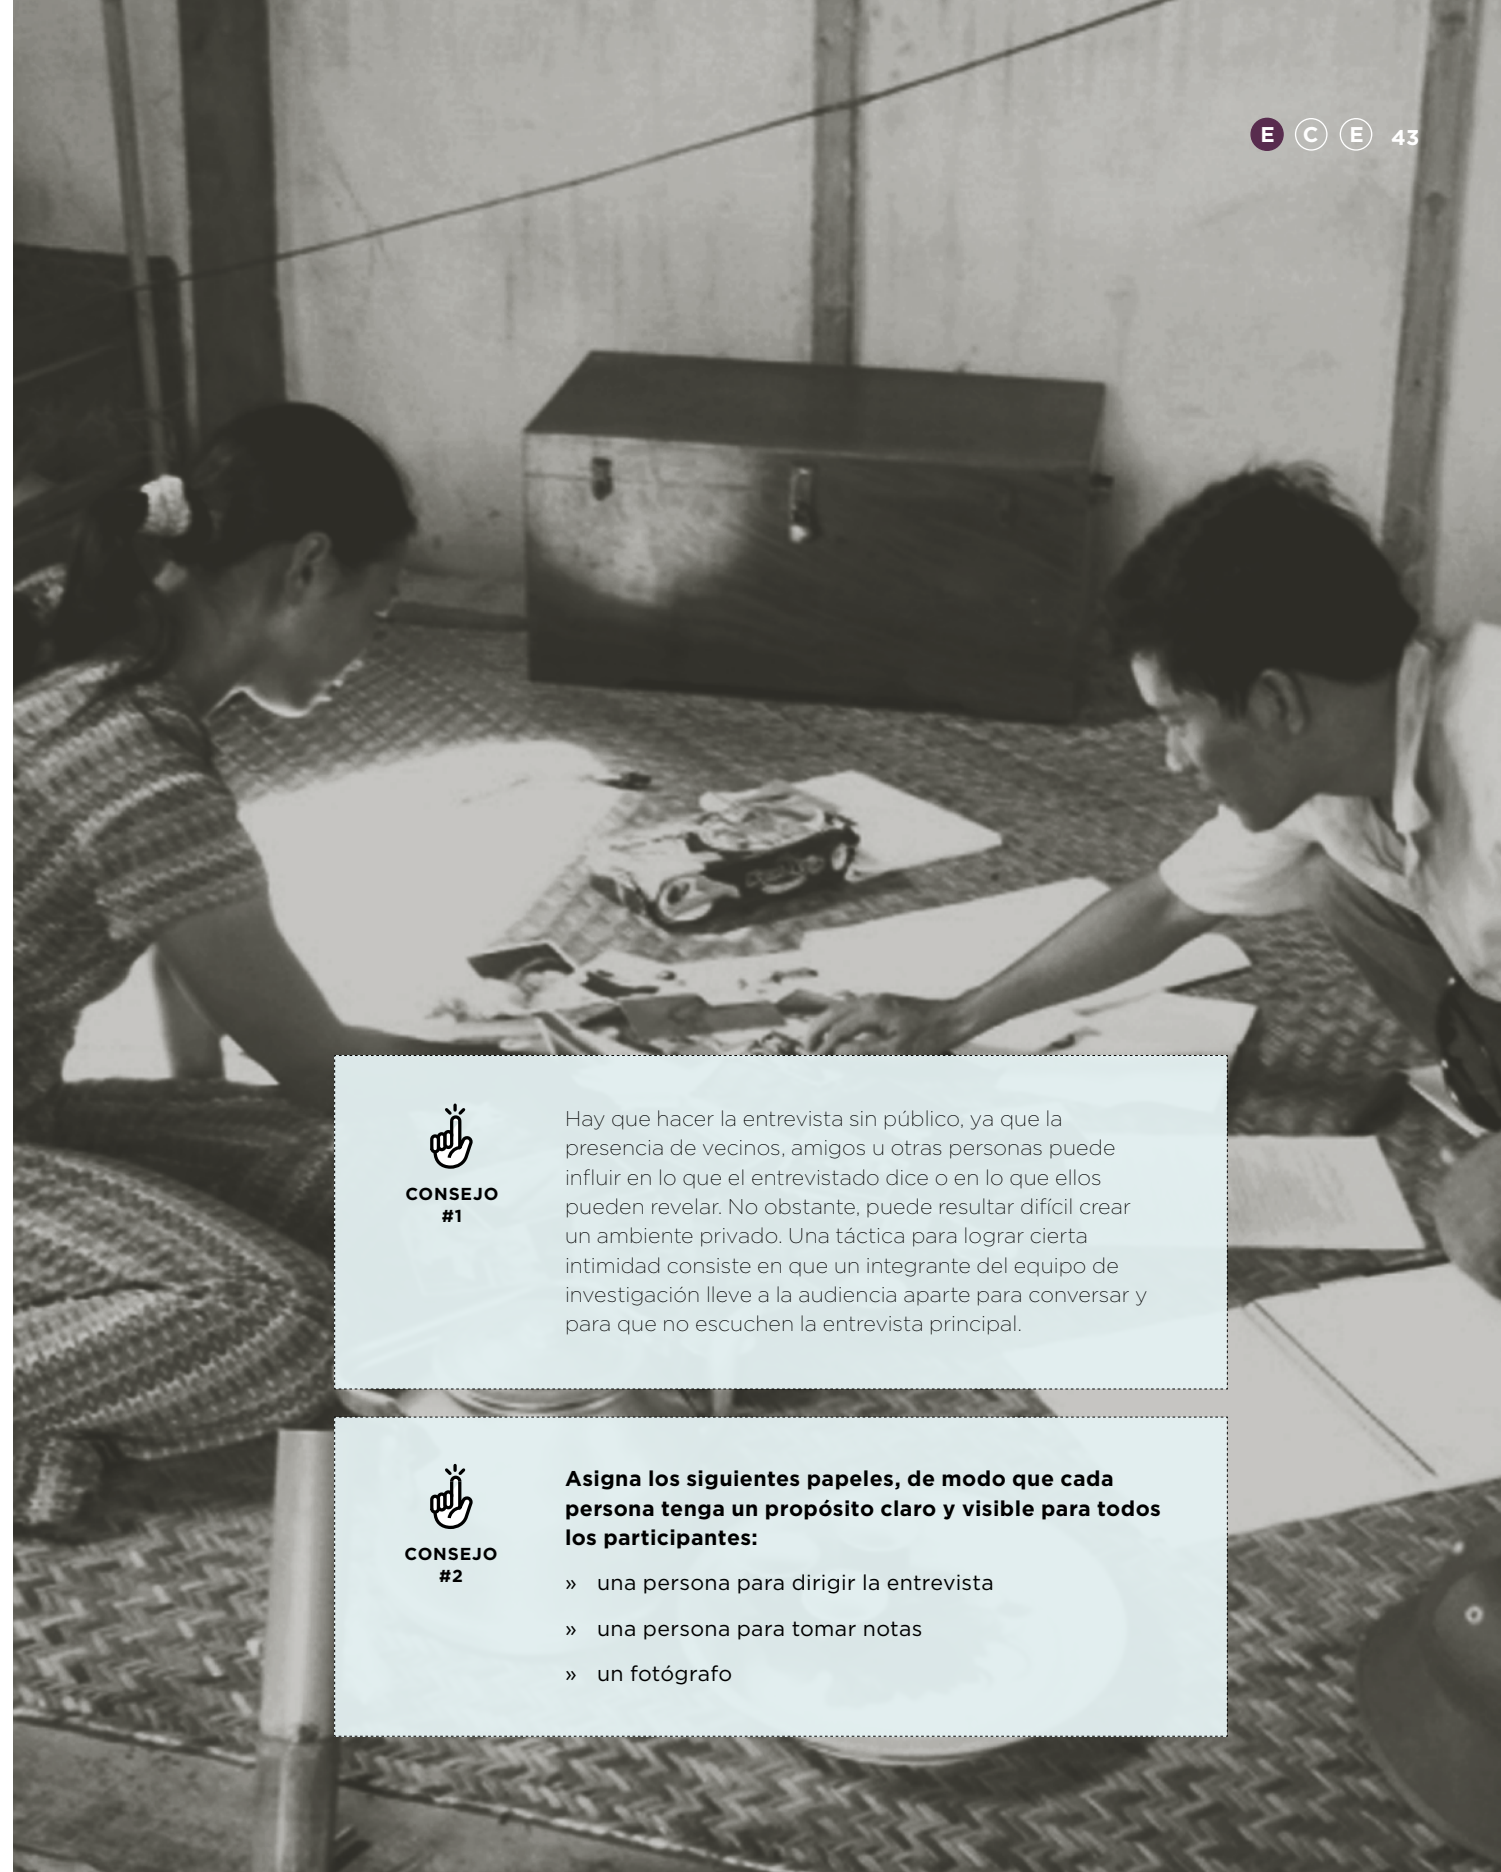 E C E 43
CONSEJO
#1
Hay que hacer la entrevista sin público, ya que la
presencia de vecinos, amigos u otras personas puede
influir en lo que el entrevistado dice o en lo que ellos
pueden revelar. No obstante, puede resultar difícil crear
un ambiente privado. Una táctica para lograr cierta
intimidad consiste en que un integrante del equipo de
investigación lleve a la audiencia aparte para conversar y
para que no escuchen la entrevista principal.
CONSEJO
#2
Asigna los siguientes papeles, de modo que cada
persona tenga un propósito claro y visible para todos
los participantes:
» una persona para dirigir la entrevista
» una persona para tomar notas
» un fotógrafo